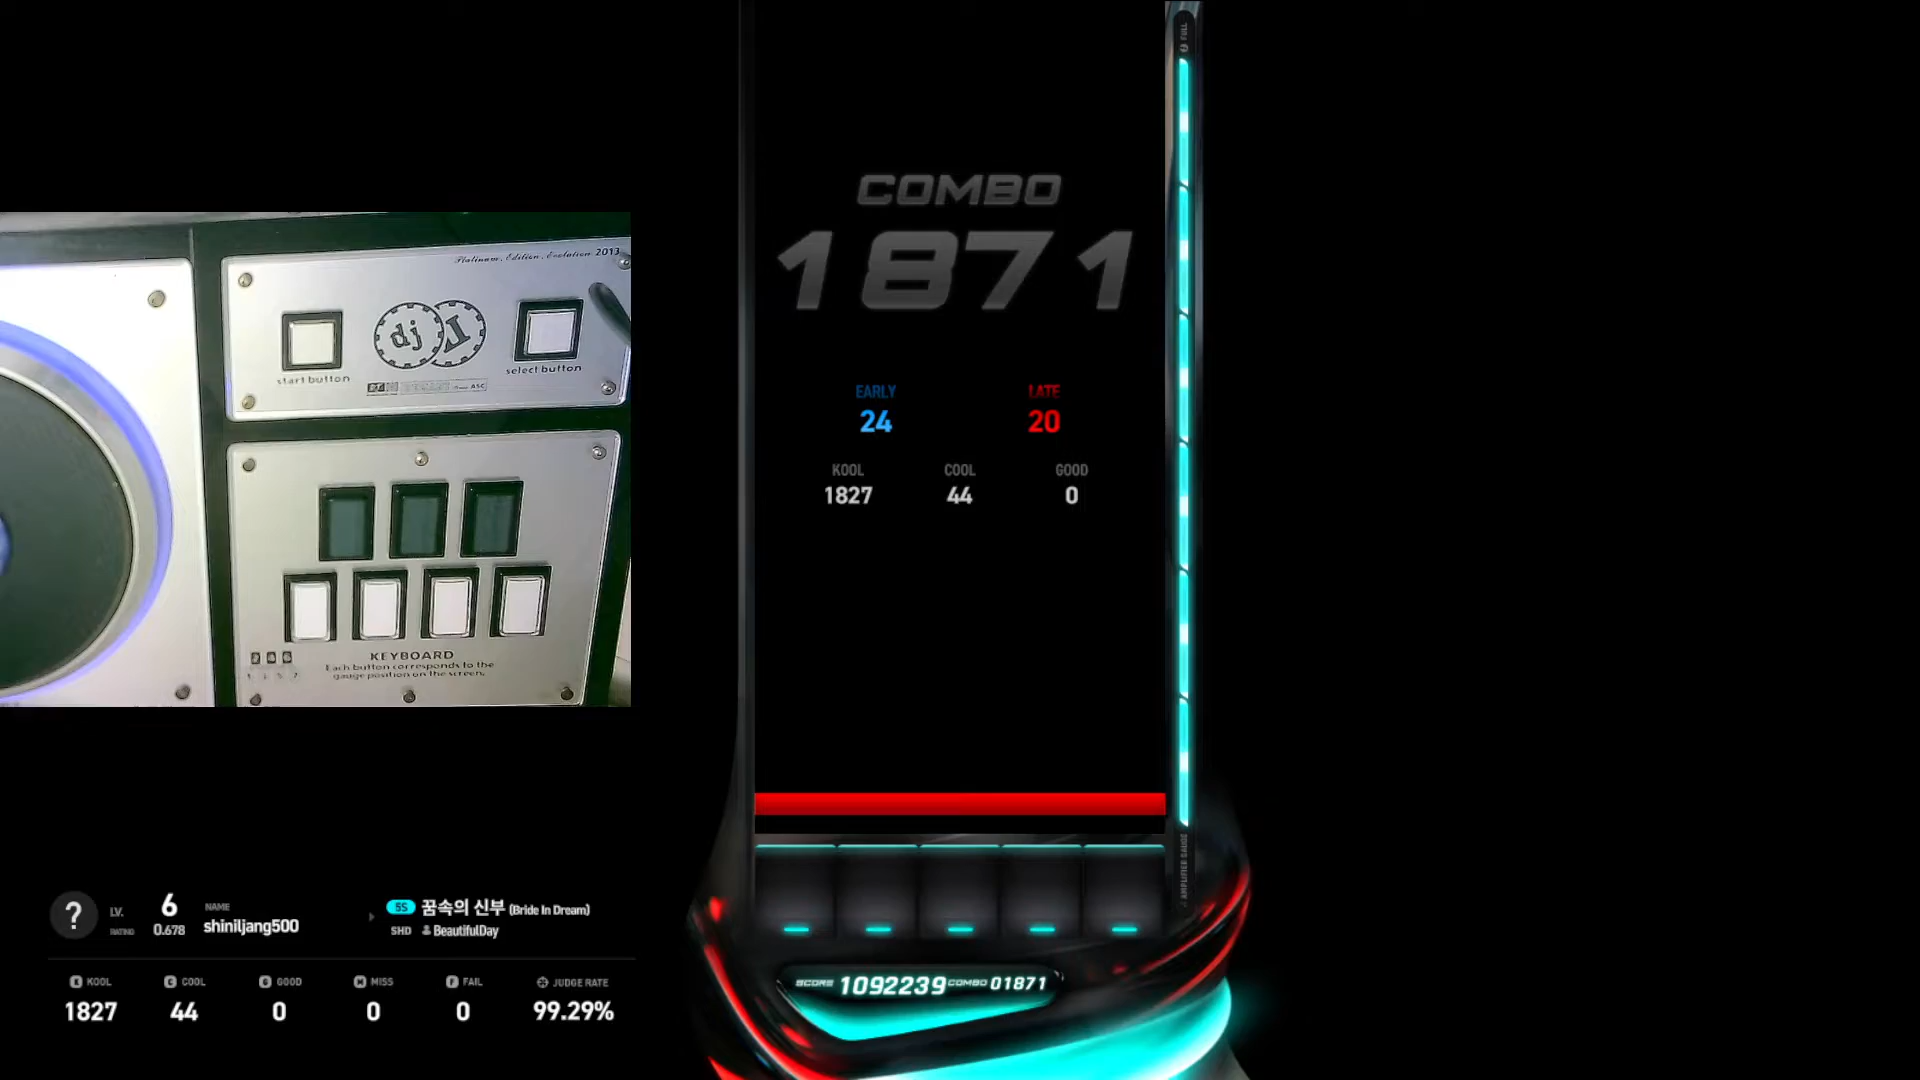 FULL
COMBO
1871
EARLY
LATE
24
20
KOOL
COOL
GOOD
1827
44
0
Platinum. Edition. Evolution 2013
dj
start button
select button
KEYBOARD
Each button corresponds to the
gauge position on the screen.
AMPLIFIER GAUGE
?
LV.
6
RATING
0.678
NAME
shiniljang500
5S
꿈속의 신부 (Bride In Dream)
SHD
BeautifulDay
K KOOL
C COOL
G GOOD
M MISS
F FAIL
JUDGE RATE
1827
44
0
0
0
99.29%
SCORE 1092239 COMBO 01871